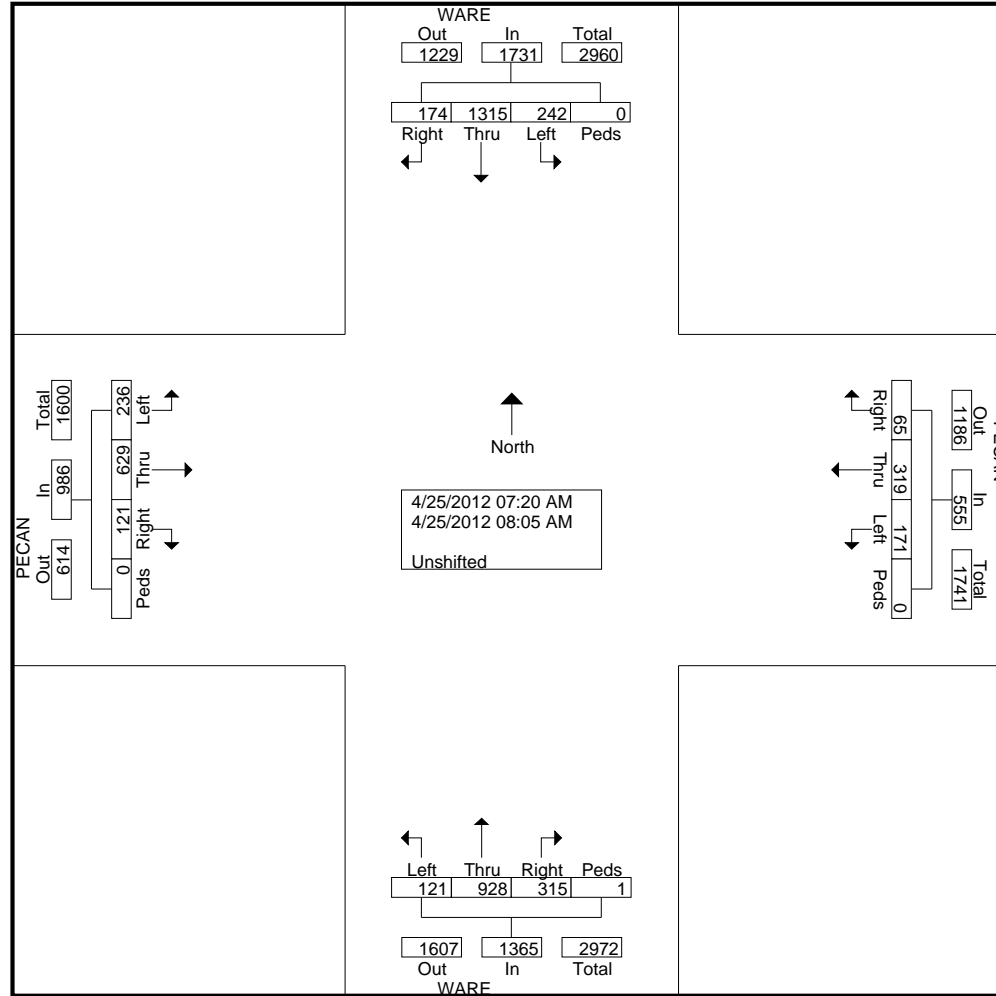 WARE
Out In Total
1229 1731 2960
174 1315 242 0
Right Thru Left Peds
PECAN
Total In Out
1600 986 614
236 629 121 0
Left Thru Right Peds
North
4/25/2012 07:20 AM
4/25/2012 08:05 AM
Unshifted
PECAN
Out In Total
1186 555 1741
65 319 171 0
Right Thru Left Peds
Left Thru Right Peds
121 928 315 1
1607 1365 2972
Out In Total
WARE